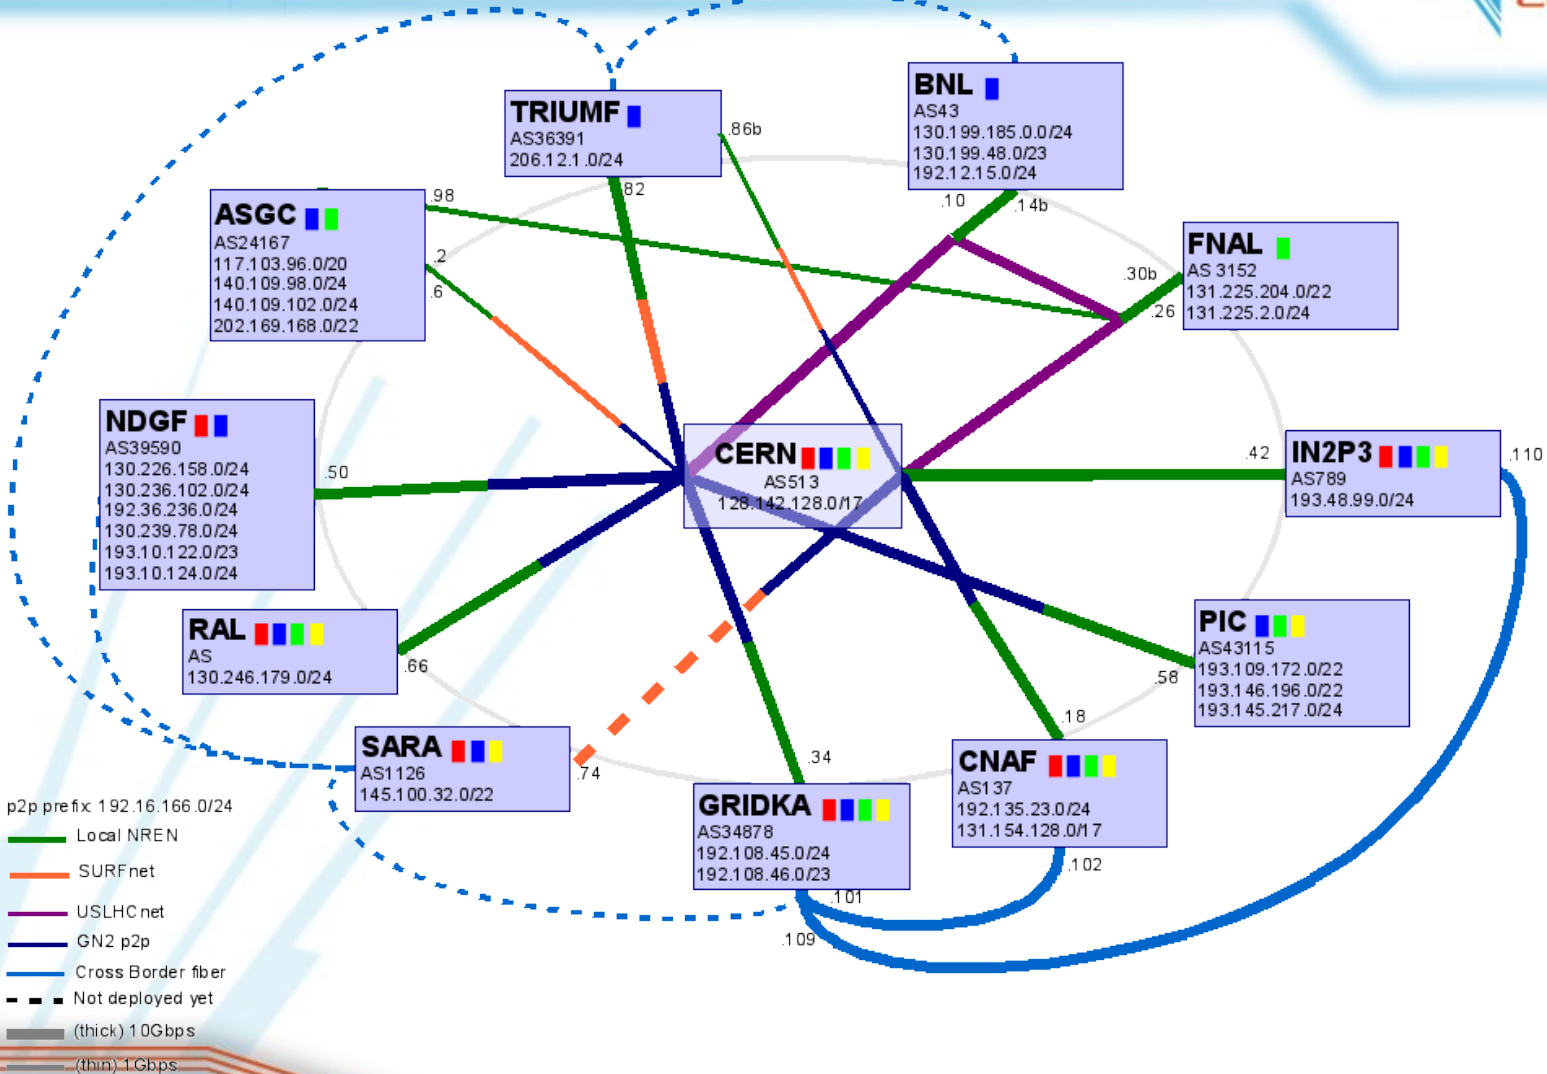 TRIUMF
AS36391
206.12.1.0/24
.86b
82
BNL
AS43
130.199.185.0.0/24
130.199.48.0/23
192.12.15.0/24
.10
.14b
ASGC
AS24167
117.103.96.0/20
140.109.98.0/24
140.109.102.0/24
202.169.168.0/22
.98
.2
.6
FNAL
AS 3152
131.225.204.0/22
131.225.2.0/24
.30b
.26
NDGF
AS39590
130.226.158.0/24
130.236.102.0/24
192.36.236.0/24
130.239.78.0/24
193.10.122.0/23
193.10.124.0/24
.50
CERN
AS513
128.142.128.0/17
IN2P3
AS789
193.48.99.0/24
.42
.110
RAL
AS
130.246.179.0/24
.66
PIC
AS43115
193.109.172.0/22
193.146.196.0/22
193.145.217.0/24
.58
SARA
AS1126
145.100.32.0/22
.74
GRIDKA
AS34878
192.108.45.0/24
192.108.46.0/23
.34
.101
.109
CNAF
AS137
192.135.23.0/24
131.154.128.0/17
.18
.102
p2p prefix: 192.16.166.0/24
Local NREN
SURFnet
USLHCnet
GN2 p2p
Cross Border fiber
Not deployed yet
(thick) 10Gbps
(thin) 1Gbps